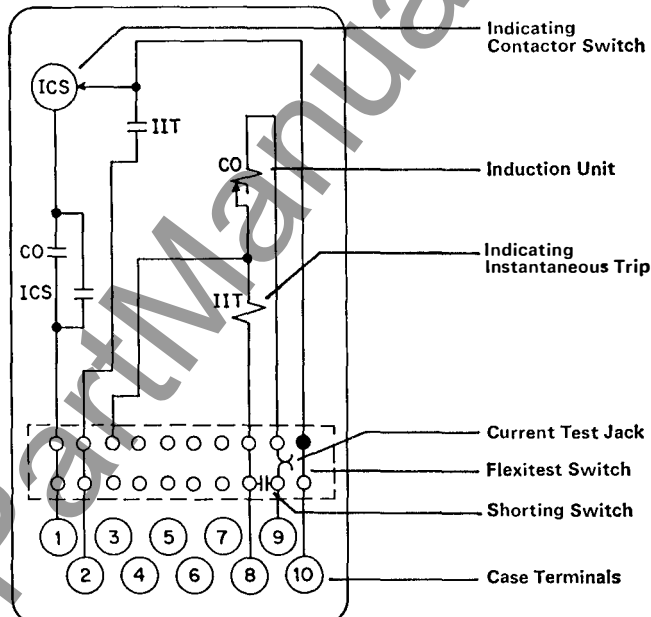 Indicating
Contactor Switch
ICS
IIT
CO
Induction Unit
CO
ICS
Indicating
Instantaneous Trip
IIT
Current Test Jack
Flexitest Switch
Shorting Switch
1
3
5
7
9
2
4
6
8
10
Case Terminals
PartManua